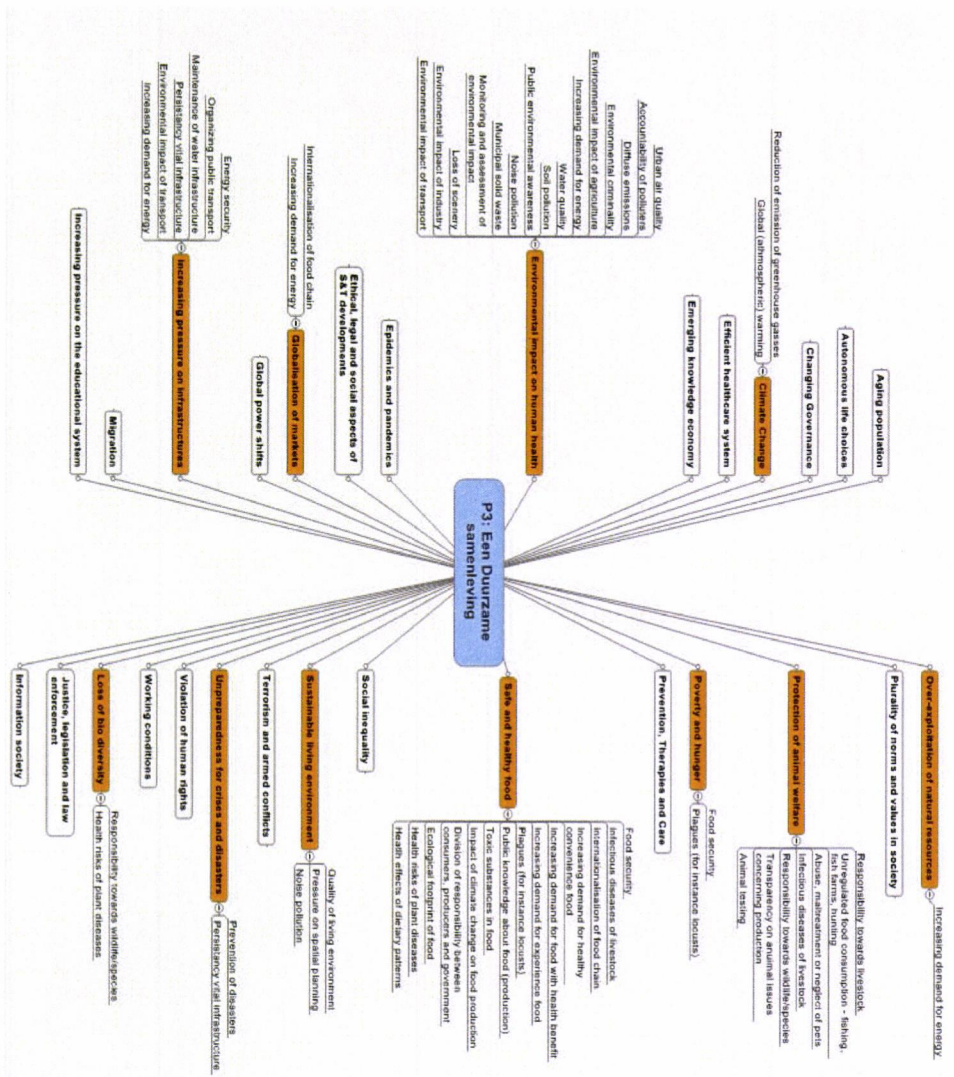 P3: Een Duurzame
samenleving
Aging population
Autonomous life choices
Changing Governance
Climate Change
Reduction of emission of greenhouse gasses
Global (athmospheric) warming
Efficient healthcare system
Emerging knowledge economy
Environmental impact on human health
Urban air quality
Accountability of polluters
Diffuse emissions
Environmental criminality
Environmental impact of agriculture
Increasing demand for energy
Water quality
Soil pollution
Public environmental awareness
Noise pollution
Municipal solid waste
Monitoring and assessment of
environmental impact
Loss of scenery
Environmental impact of industry
Environmental impact of transport
Epidemics and pandemics
Ethical, legal and social aspects of
S&T developments
Globalisation of markets
Internationalisation of food chain
Increasing demand for energy
Global power shifts
Increasing pressure on infrastructures
Energy security
Organizing public transport
Maintenance of water infrastructure
Persistancy vital infrastructure
Environmental impact of transport
Increasing demand for energy
Migration
Increasing pressure on the educational system
Over-exploitation of natural resources
Increasing demand for energy
Plurality of norms and values in society
Protection of animal welfare
Responsibility towards livestock
Unregulated food consumption - fishing,
fish farms, hunting
Abuse, maltreatment or neglect of pets
Infectious diseases of livestock
Responsibility towards wildlife/species
Transparency on anuimal issues
concerning production
Animal testing
Poverty and hunger
Food security
Plagues (for instance locusts)
Prevention, Therapies and Care
Safe and healthy food
Food security
Infectious diseases of livestock
internationalisation of food chain
Increasing demand for healthy
convenience food
Increasing demand for food with health benefit
Increasing demand for experience food
Plagues (for instance locusts)
Public knowledge about food (production)
Toxic substances in food
Impact of climate change on food production
Division of responsibility between
consumers, producers and government
Ecological footprint of food
Health risks of plant diseases
Health effects of dietary patterns
Social inequality
Sustainable living environment
Quality of living environment
Pressure on spatial planning
Noise pollution
Terrorism and armed conflicts
Unpreparedness for crises and disasters
Prevention of disasters
Persistancy vital infrastructure
Violation of human rights
Working conditions
Loss of bio diversity
Responsibility towards wildlife/species
Health risks of plant diseases
Justice, legislation and law
enforcement
Information society